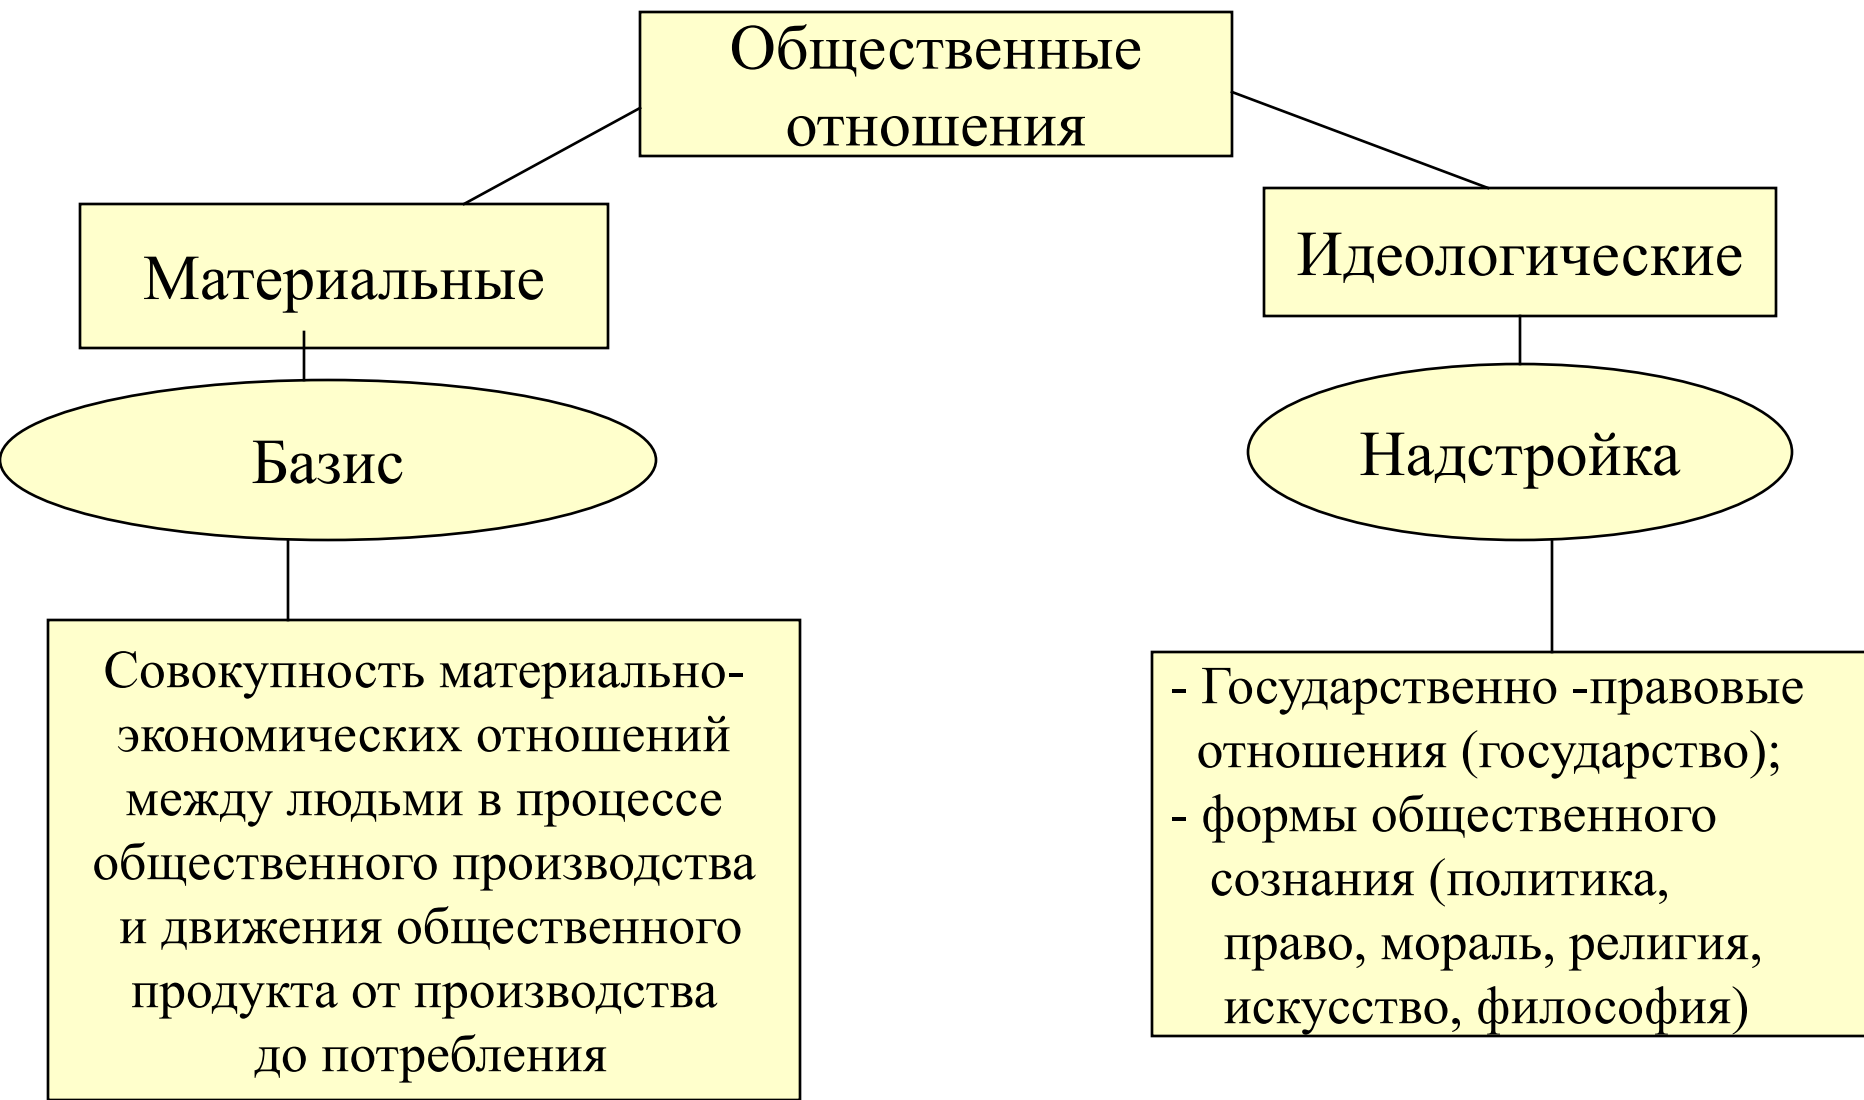 Общественные
отношения
Материальные
Идеологические
Базис
Надстройка
Совокупность материально-
экономических отношений
между людьми в процессе
общественного производства
и движения общественного
продукта от производства
до потребления
- Государственно -правовые
отношения (государство);
- формы общественного
сознания (политика,
право, мораль, религия,
искусство, философия)